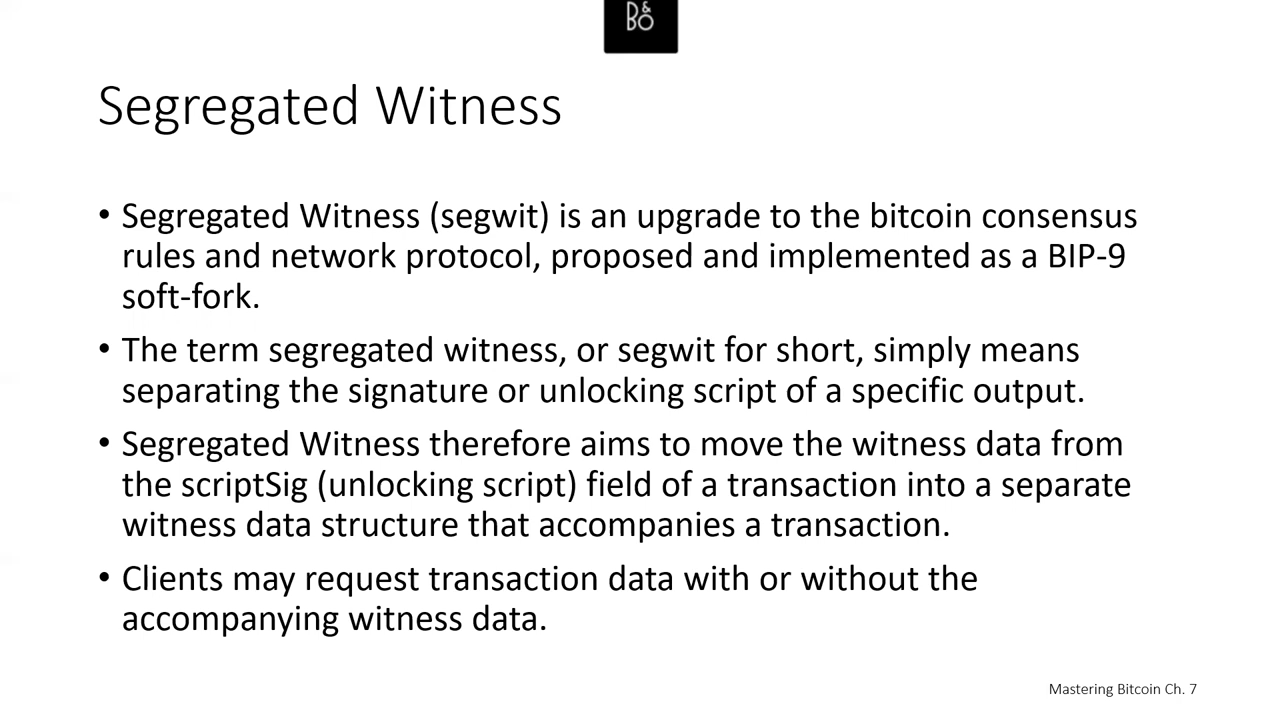 B&O
Segregated Witness
• Segregated Witness (segwit) is an upgrade to the bitcoin consensus
rules and network protocol, proposed and implemented as a BIP-9
soft-fork.
• The term segregated witness, or segwit for short, simply means
separating the signature or unlocking script of a specific output.
• Segregated Witness therefore aims to move the witness data from
the scriptSig (unlocking script) field of a transaction into a separate
witness data structure that accompanies a transaction.
• Clients may request transaction data with or without the
accompanying witness data.
Mastering Bitcoin Ch. 7